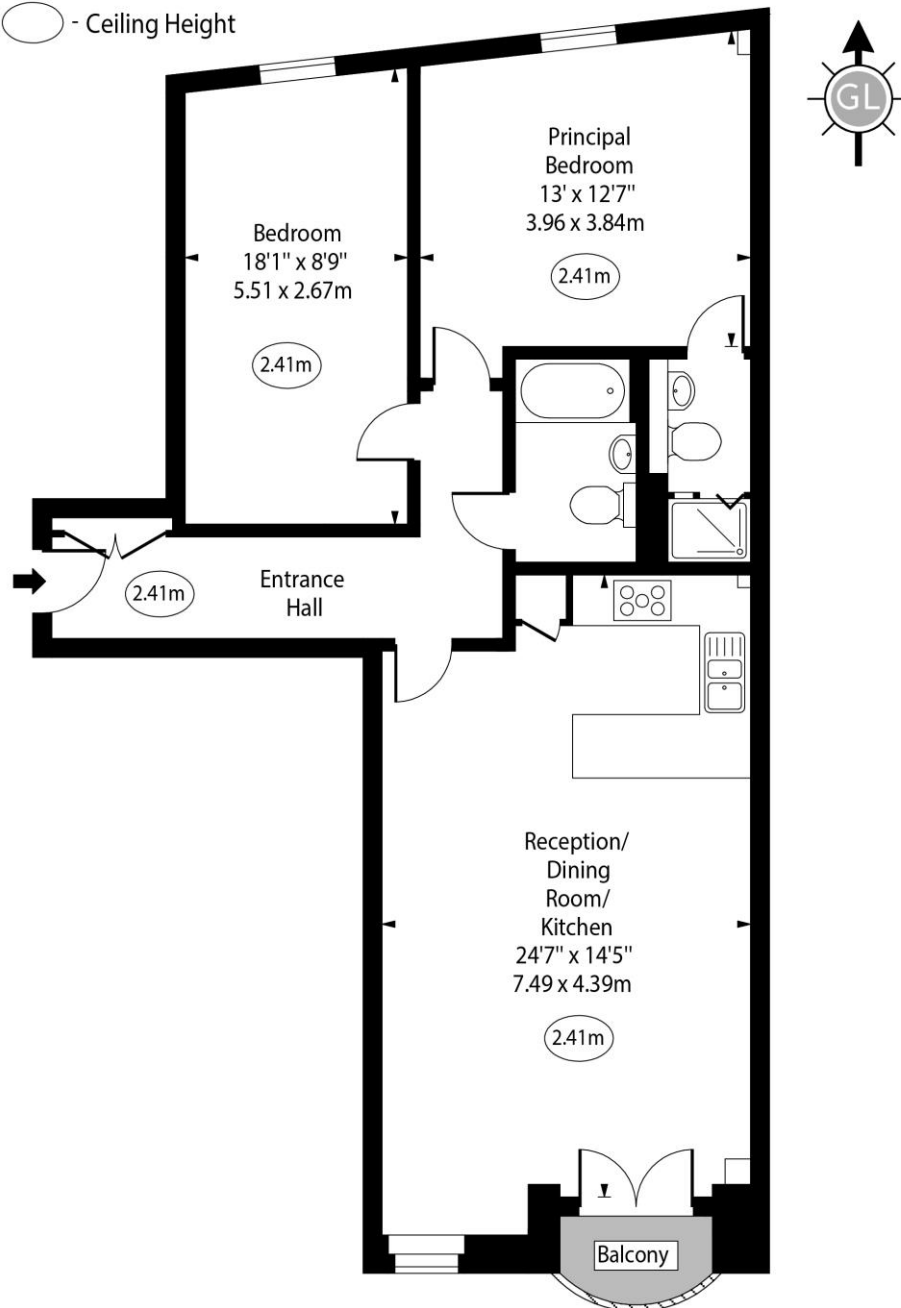 - Ceiling Height
GL
Principal
Bedroom
13' x 12'7"
3.96 x 3.84m
2.41m
Bedroom
18'1" x 8'9"
5.51 x 2.67m
2.41m
2.41m
Entrance
Hall
Reception/
Dining
Room/
Kitchen
24'7" x 14'5"
7.49 x 4.39m
2.41m
Balcony